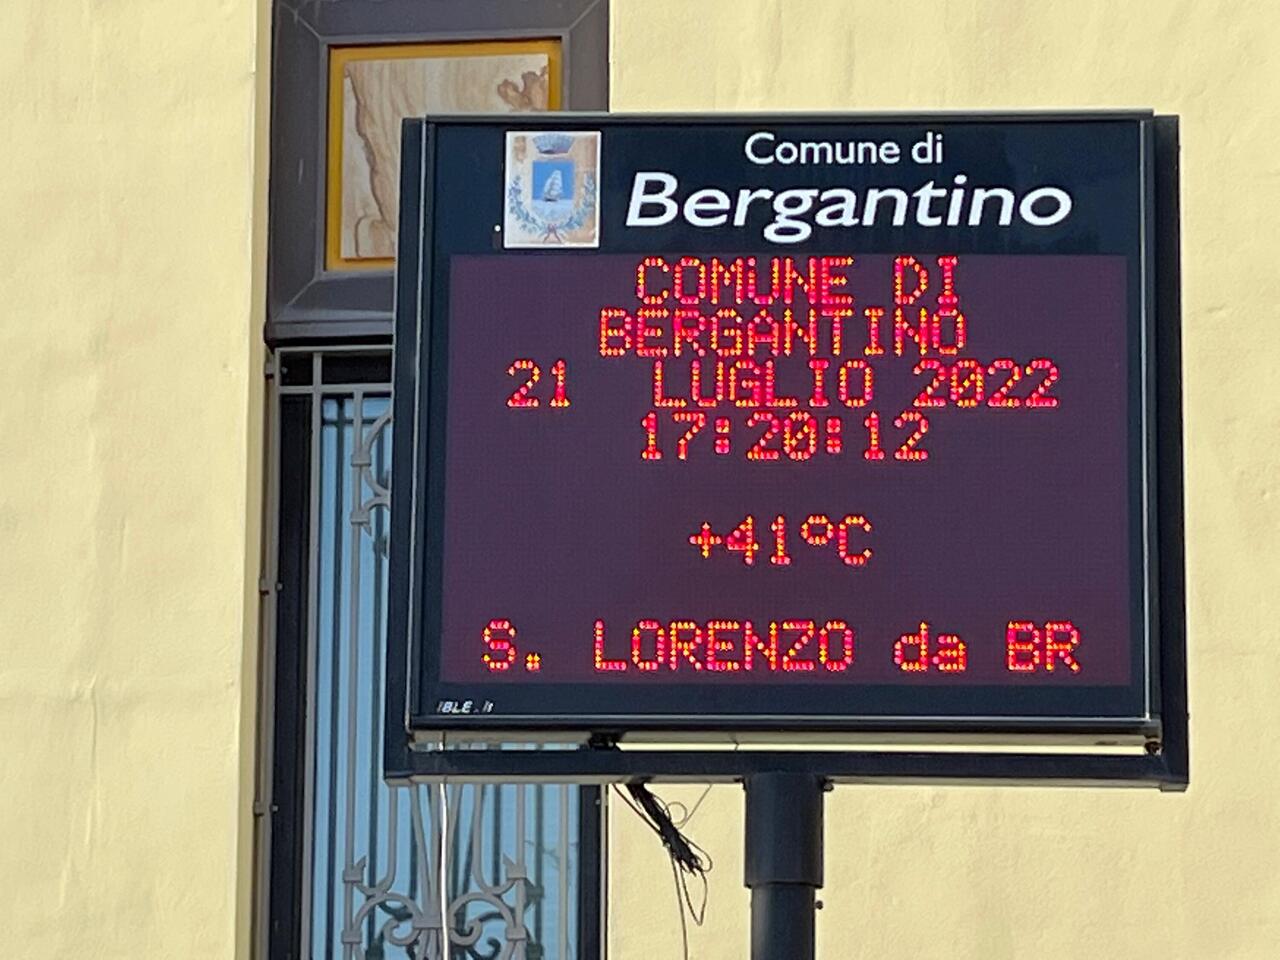 Comune di
Bergantino
COMUNE DI
BERGANTINO
21 LUGLIO 2022
17:20:12
+41°C
S. LORENZO da BR